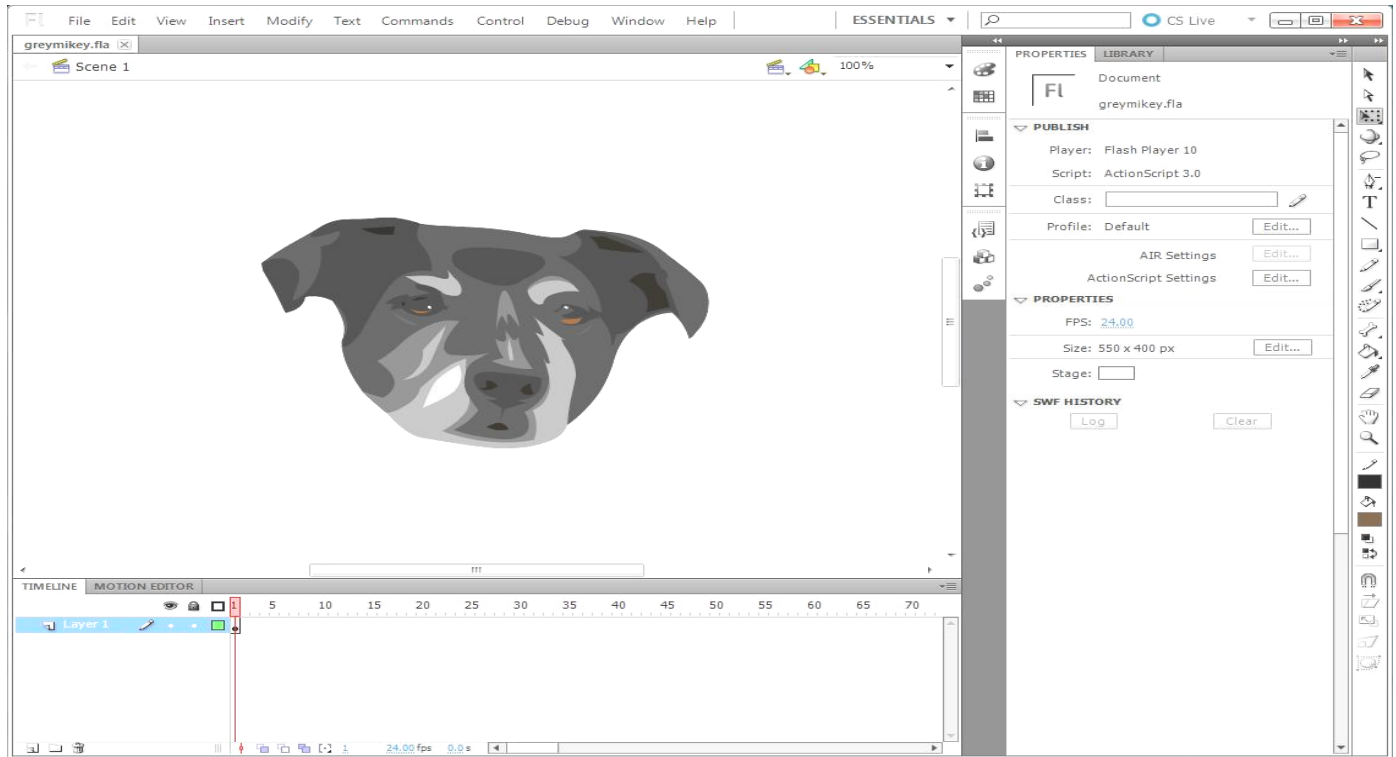 Fl File Edit View Insert Modify Text Commands Control Debug Window Help ESSENTIALS CS Live
greymikey.fla
Scene 1 100%
PROPERTIES LIBRARY
Fl Document
greymikey.fla
PUBLISH
Player: Flash Player 10
Script: ActionScript 3.0
Class:
Profile: Default Edit...
AIR Settings Edit...
ActionScript Settings Edit...
PROPERTIES
FPS: 24.00
Size: 550 x 400 px Edit...
Stage:
SWF HISTORY
Log Clear
T
TIMELINE MOTION EDITOR
1 5 10 15 20 25 30 35 40 45 50 55 60 65 70
Layer 1
1 24.00 fps 0.0 s